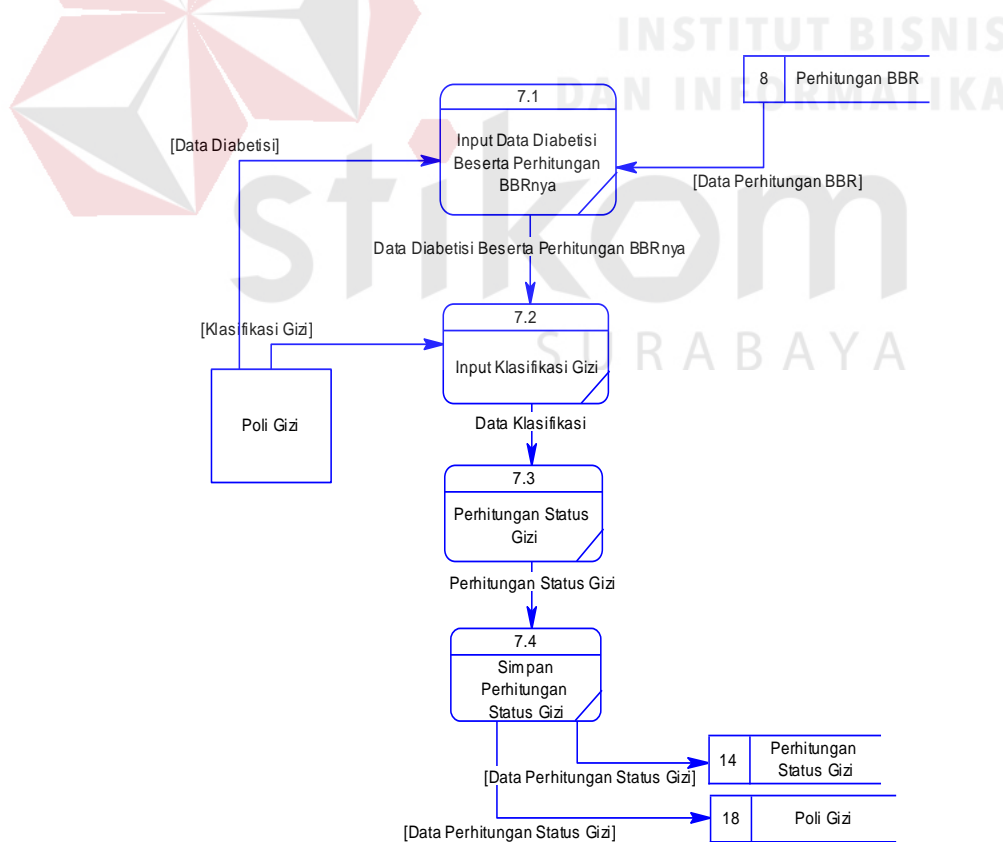 INSTITUT BISNIS
DAN INFORMATIKA
stikom
SURABAYA
8
Perhitungan BBR
7.1
Input Data Diabetisi
Beserta Perhitungan
BBRnya
[Data Diabetisi]
[Data Perhitungan BBR]
Data Diabetisi Beserta Perhitungan BBRnya
7.2
Input Klasifikasi Gizi
[Klasifikasi Gizi]
Poli Gizi
Data Klasifikasi
7.3
Perhitungan Status
Gizi
Perhitungan Status Gizi
7.4
Simpan
Perhitungan
Status Gizi
14
Perhitungan
Status Gizi
[Data Perhitungan Status Gizi]
18
Poli Gizi
[Data Perhitungan Status Gizi]